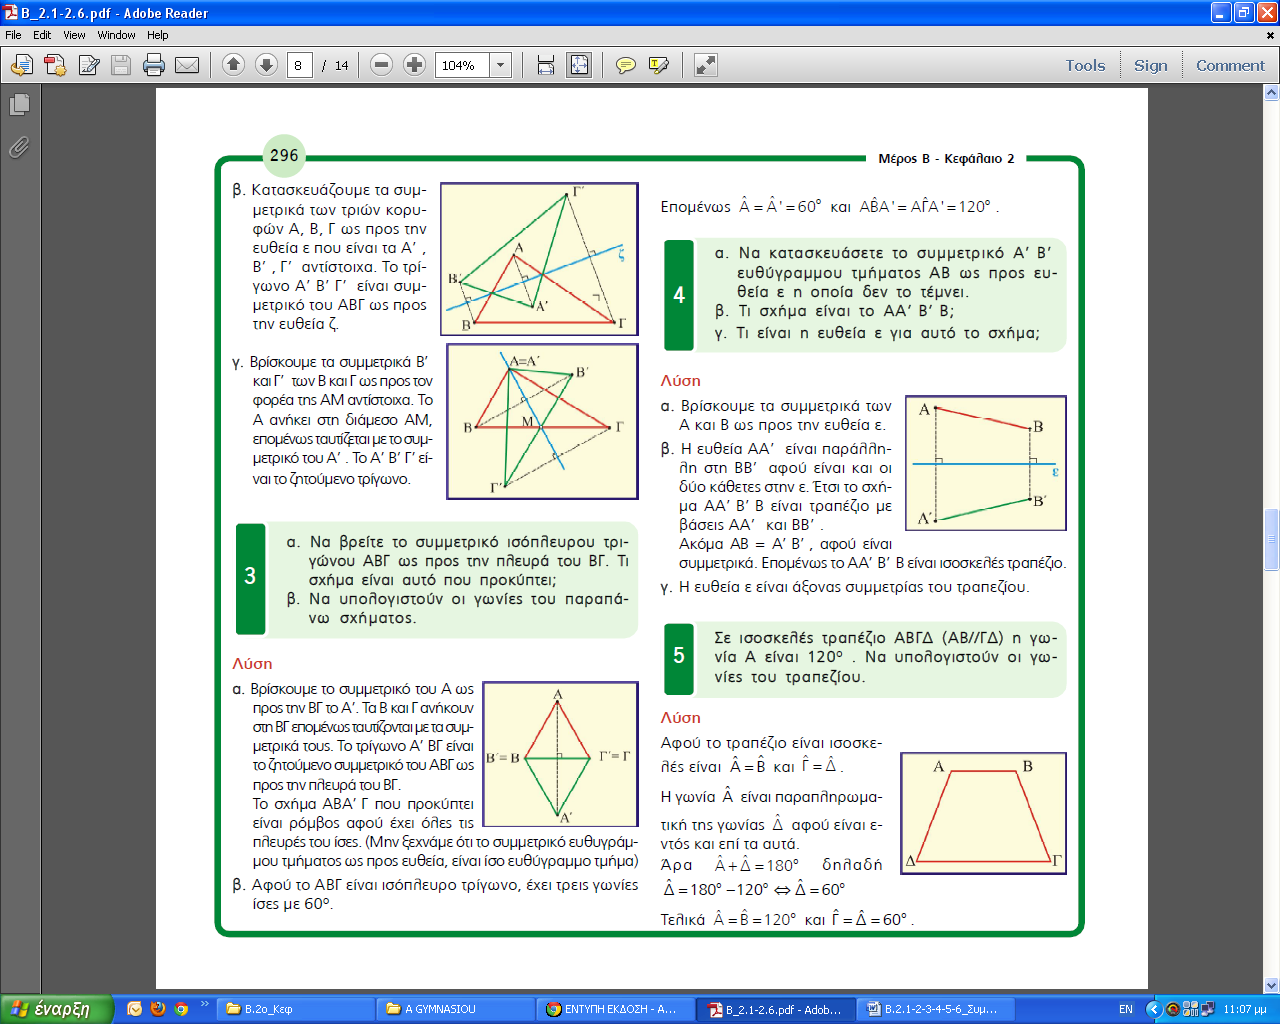 B_2.1-2.6.pdf - Adobe Reader
File Edit View Window Help
8 / 14 104% Tools Sign Comment
296
Μέρος Β - Κεφάλαιο 2
β. Κατασκευάζουμε τα συμ-
μετρικά των τριών κορυ-
φών Α, Β, Γ ως προς την
ευθεία ε που είναι τα Α΄ ,
Β΄ , Γ΄ αντίστοιχα. Το τρί-
γωνο Α΄ Β΄ Γ΄ είναι συμ-
μετρικό του ΑΒΓ ως προς
την ευθεία ζ.
Γ΄
Α
ζ
Β΄
Α΄
Β
Γ
γ. Βρίσκουμε τα συμμετρικά Β΄
και Γ΄ των Β και Γ ως προς τον
φορέα της ΑΜ αντίστοιχα. Το
Α ανήκει στη διάμεσο ΑΜ,
επομένως ταυτίζεται με το συμ-
μετρικό του Α΄ . Το Α΄ Β΄ Γ΄ εί-
ναι το ζητούμενο τρίγωνο.
Α=Α΄
Β΄
Β
Μ
Γ
Γ΄
3
α. Να βρείτε το συμμετρικό ισόπλευρου τρι-
γώνου ΑΒΓ ως προς την πλευρά του ΒΓ. Τι
σχήμα είναι αυτό που προκύπτει;
β. Να υπολογιστούν οι γωνίες του παραπά-
νω σχήματος.
Λύση
α. Βρίσκουμε το συμμετρικό του Α ως
προς την ΒΓ το Α΄. Τα Β και Γ ανήκουν
στη ΒΓ επομένως ταυτίζονται με τα συμ-
μετρικά τους. Το τρίγωνο Α΄ ΒΓ είναι
το ζητούμενο συμμετρικό του ΑΒΓ ως
προς την πλευρά του ΒΓ.
Το σχήμα ΑΒΑ΄ Γ που προκύπτει
είναι ρόμβος αφού έχει όλες τις
πλευρές του ίσες. (Μην ξεχνάμε ότι το συμμετρικό ευθυγράμ-
μου τμήματος ως προς ευθεία, είναι ίσο ευθύγραμμο τμήμα)
Α
Β΄= Β
Γ΄= Γ
Α΄
β. Αφού το ΑΒΓ είναι ισόπλευρο τρίγωνο, έχει τρεις γωνίες
ίσες με 60º.
Επομένως Â = Â ' = 60° και ΑB̂Α ' = ΑΓ̂Α ' = 120° .
4
α. Να κατασκευάσετε το συμμετρικό Α΄ Β΄
ευθύγραμμου τμήματος ΑΒ ως προς ευ-
θεία ε η οποία δεν το τέμνει.
β. Τι σχήμα είναι το ΑΑ΄ Β΄ Β;
γ. Τι είναι η ευθεία ε για αυτό το σχήμα;
Λύση
α. Βρίσκουμε τα συμμετρικά των
Α και Β ως προς την ευθεία ε.
β. Η ευθεία ΑΑ΄ είναι παράλλη-
λη στη ΒΒ΄ αφού είναι και οι
δύο κάθετες στην ε. Έτσι το σχή-
μα ΑΑ΄ Β΄ Β είναι τραπέζιο με
βάσεις ΑΑ΄ και ΒΒ΄ .
Ακόμα ΑΒ = Α΄ Β΄ , αφού είναι
συμμετρικά. Επομένως το ΑΑ΄ Β΄ Β είναι ισοσκελές τραπέζιο.
Α
Β
ε
Β΄
Α΄
γ. Η ευθεία ε είναι άξονας συμμετρίας του τραπεζίου.
5
Σε ισοσκελές τραπέζιο ΑΒΓΔ (ΑΒ//ΓΔ) η γω-
νία Α είναι 120º . Να υπολογιστούν οι γω-
νίες του τραπεζίου.
Λύση
Αφού το τραπέζιο είναι ισοσκε-
λές είναι Â = B̂ και Γ̂ = Δ̂ .
Η γωνία Â είναι παραπληρωμα-
τική της γωνίας Δ̂ αφού είναι ε-
ντός και επί τα αυτά.
Άρα Â + Δ̂ = 180° δηλαδή
Δ̂ = 180° − 120° ⇔ Δ̂ = 60°
Τελικά Â = B̂ = 120° και Γ̂ = Δ̂ = 60° .
Α
Β
Δ
Γ
έναρξη B.2o_Κεφ A GYMNASIOU ΕΝΤΥΠΗ ΕΚΔΟΣΗ - Α... B_2.1-2.6.pdf - Adob... B.2.1-2-3-4-5-6_Συμ... EN 11:07 μμ